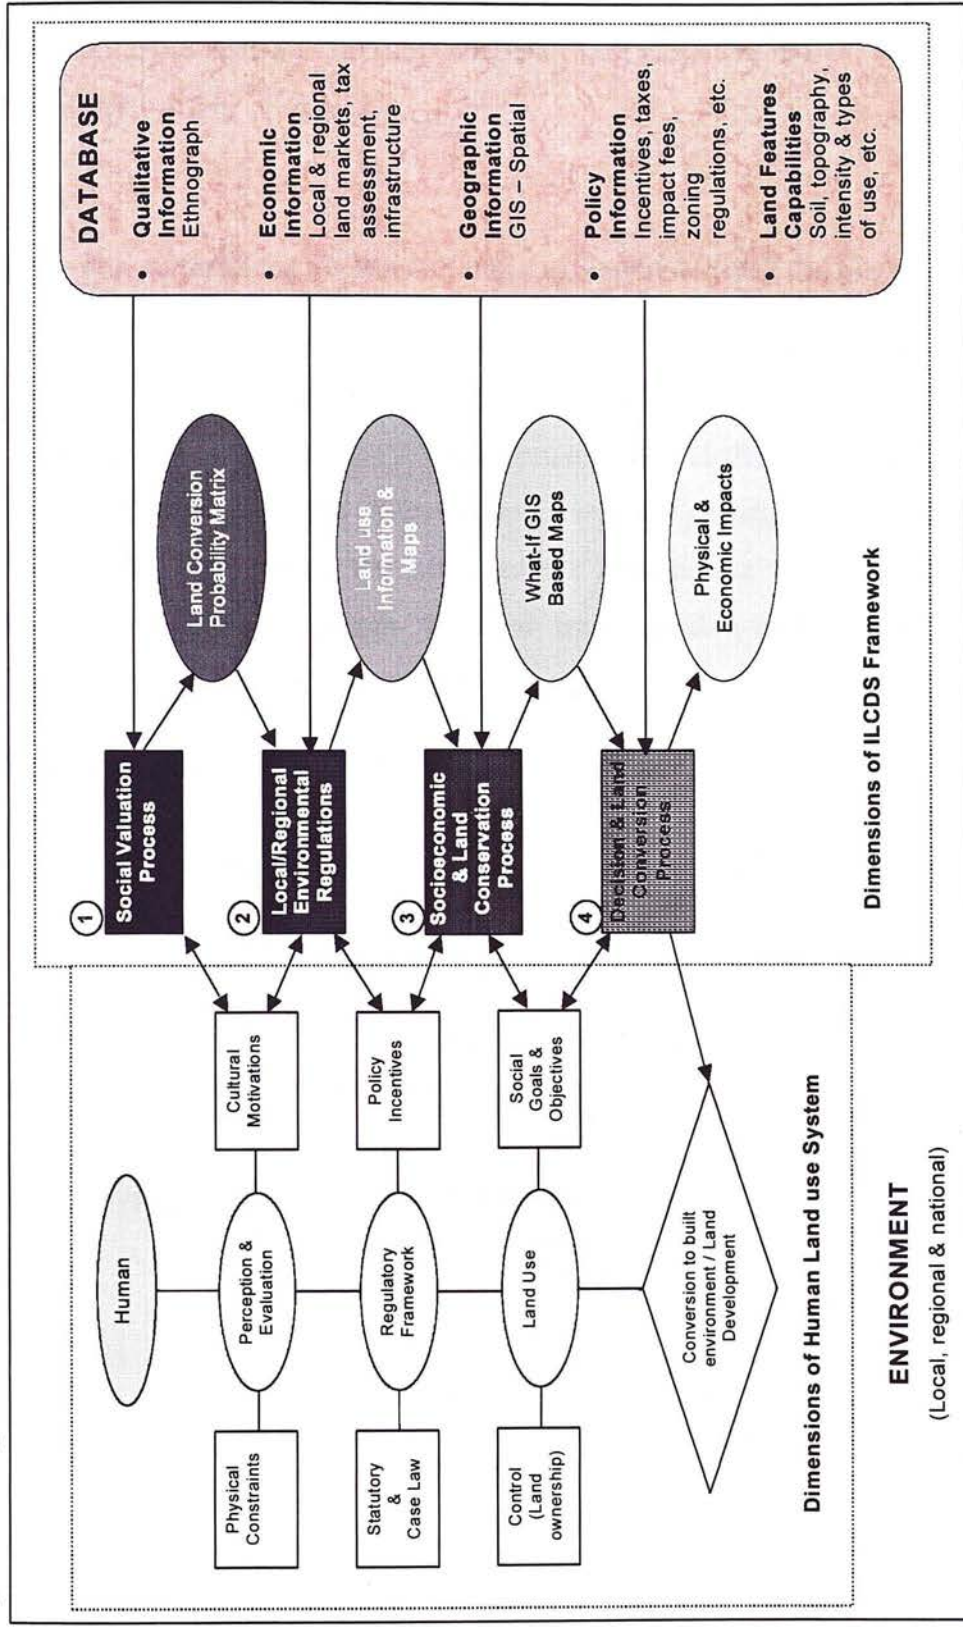 Human
Physical
Constraints
Perception &
Evaluation
Cultural
Motivations
Statutory
&
Case Law
Regulatory
Framework
Policy
Incentives
Control
(Land
ownership)
Land Use
Social
Goals &
Objectives
Conversion to built
environment / Land
Development
Dimensions of Human Land use System
ENVIRONMENT
(Local, regional & national)
1
Social Valuation
Process
2
Local/Regional
Environmental
Regulations
3
Socioeconomic
& Land
Conservation
Process
4
Decision & Land
Conversion
Process
Land Conversion
Probability Matrix
Land use
Information &
Maps
What-If GIS
Based Maps
Physical &
Economic Impacts
Dimensions of ILCDS Framework
DATABASE
• Qualitative
Information
Ethnograph
• Economic
Information
Local & regional
land markets, tax
assessment,
infrastructure
• Geographic
Information
GIS – Spatial
• Policy
Information
Incentives, taxes,
impact fees,
zoning
regulations, etc.
• Land Features
Capabilities
Soil, topography,
intensity & types
of use, etc.